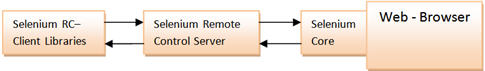 Selenium RC–
Client Libraries
Selenium Remote
Control Server
Selenium
Core
Web - Browser